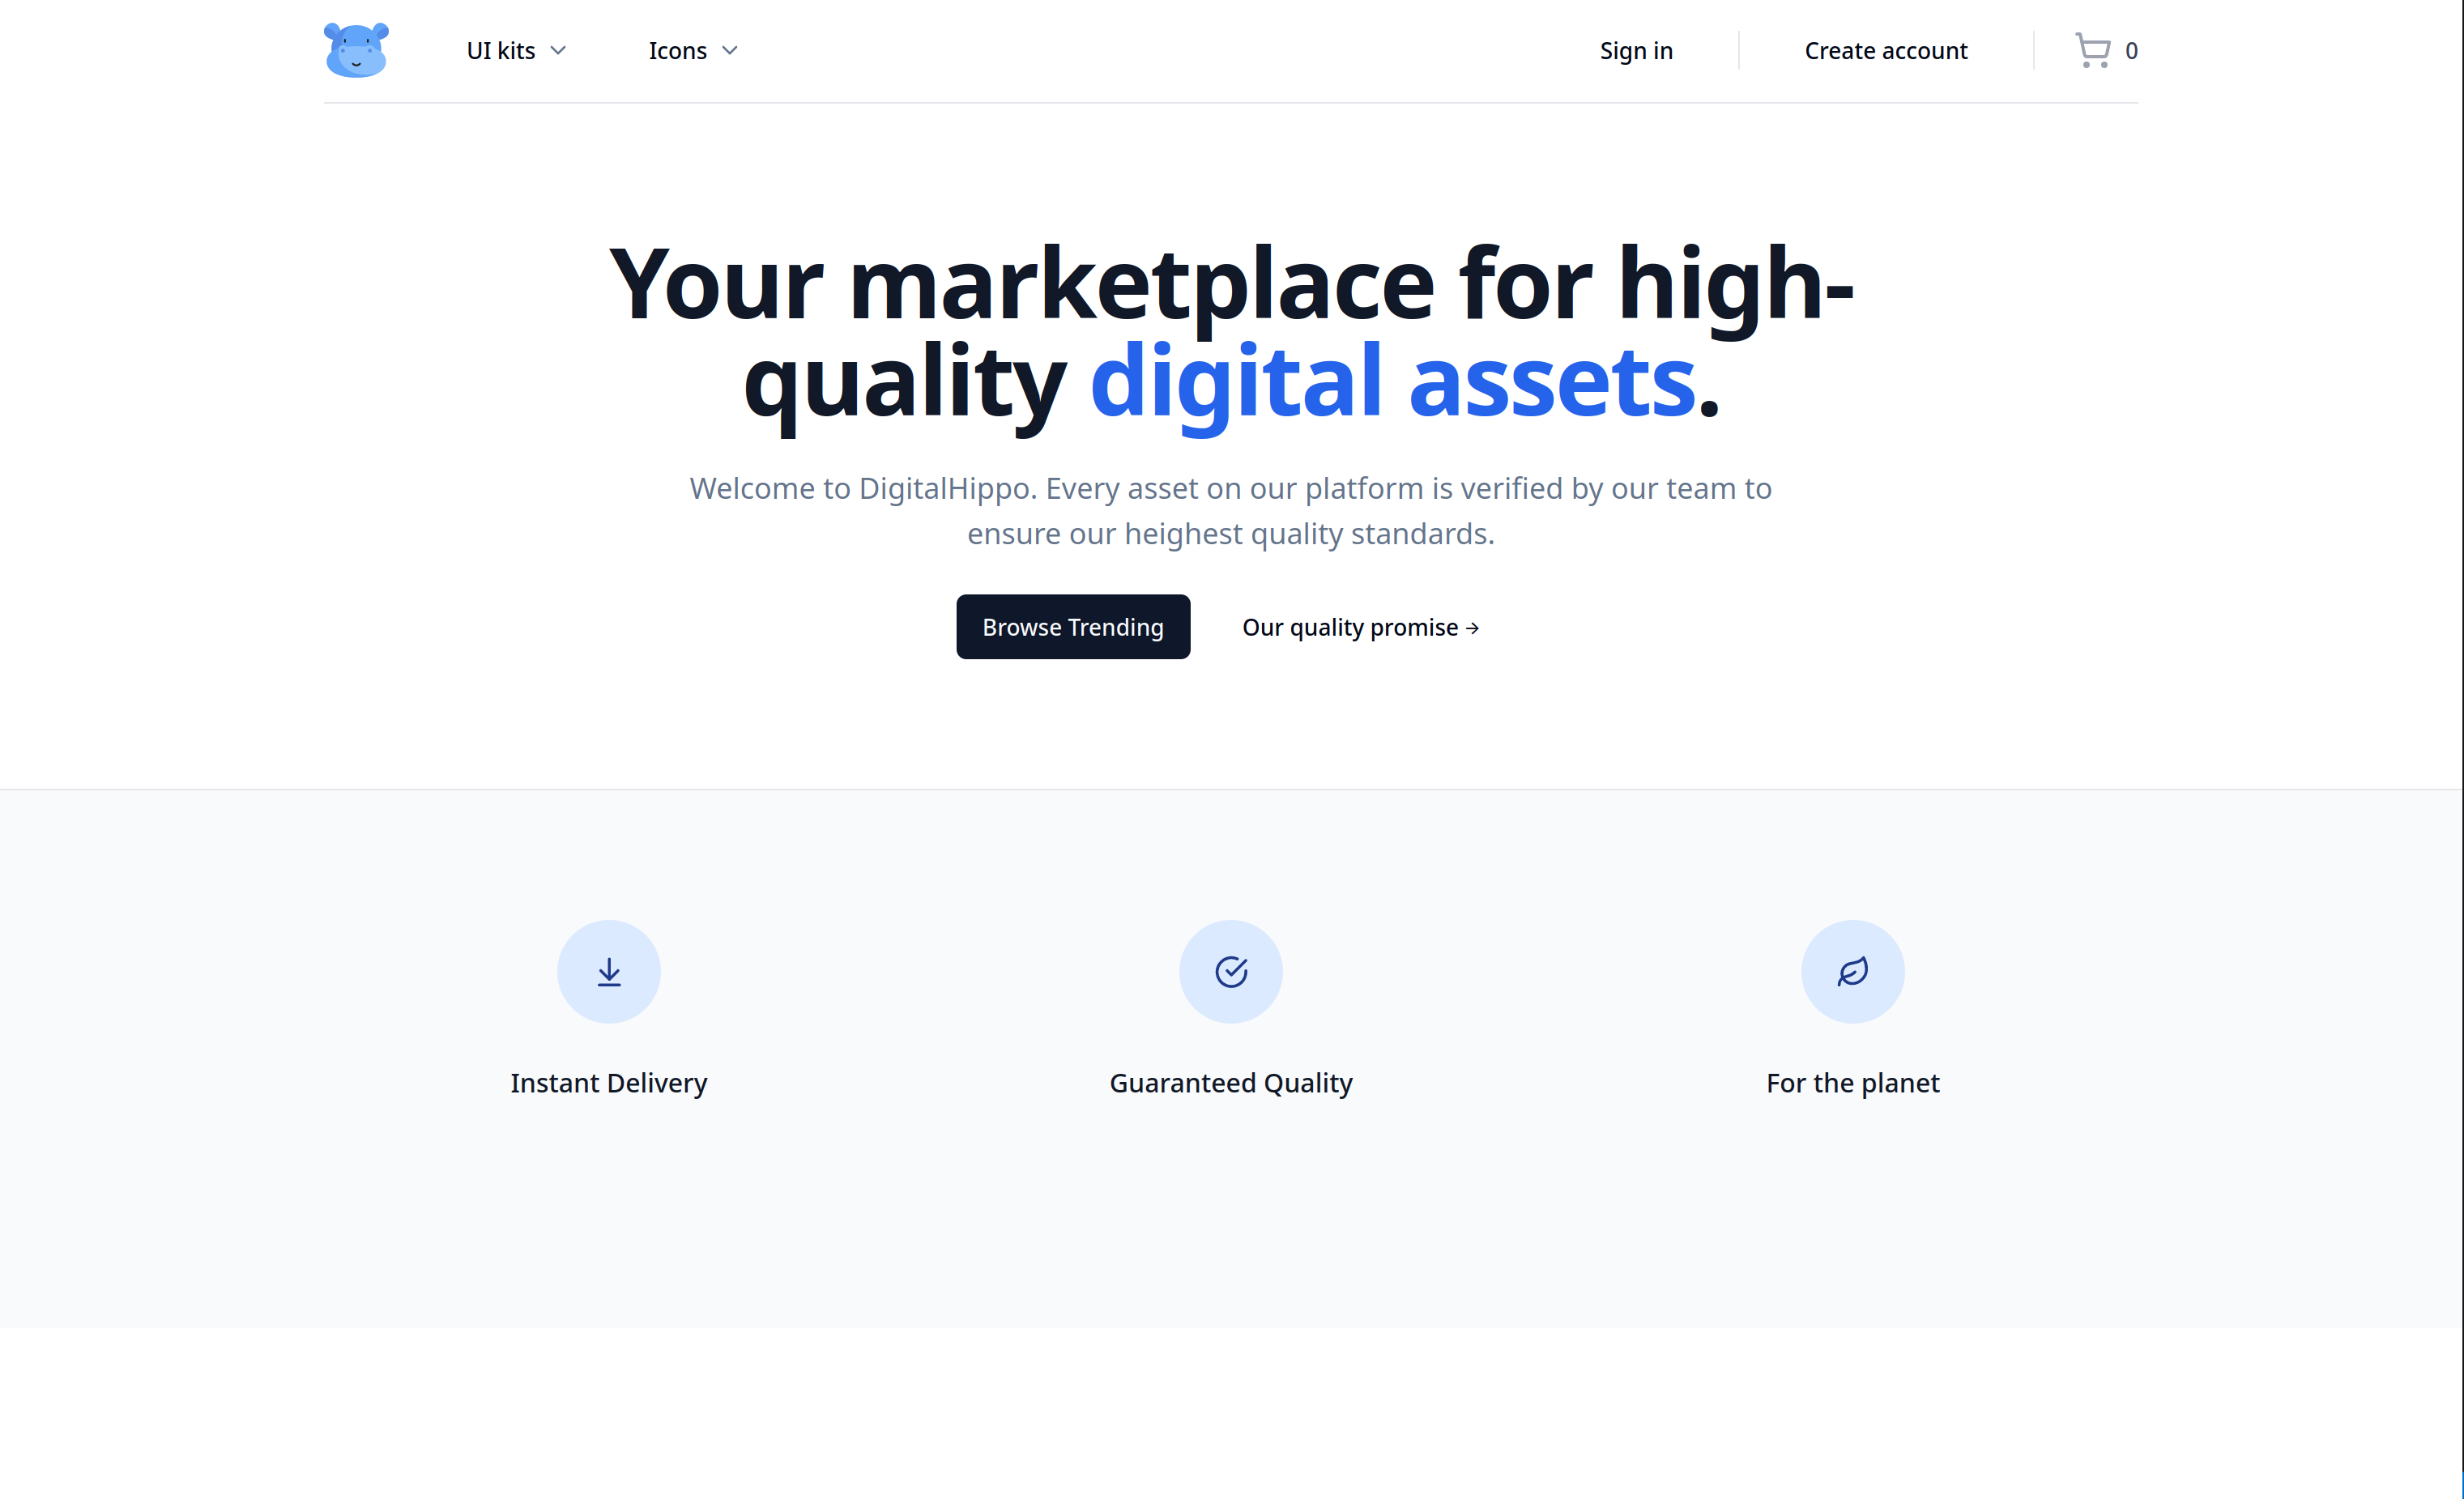 UI kits
Icons
Sign in
Create account
0
Your marketplace for high-
quality digital assets.
Welcome to DigitalHippo. Every asset on our platform is verified by our team to
ensure our heighest quality standards.
Browse Trending
Our quality promise →
Instant Delivery
Guaranteed Quality
For the planet